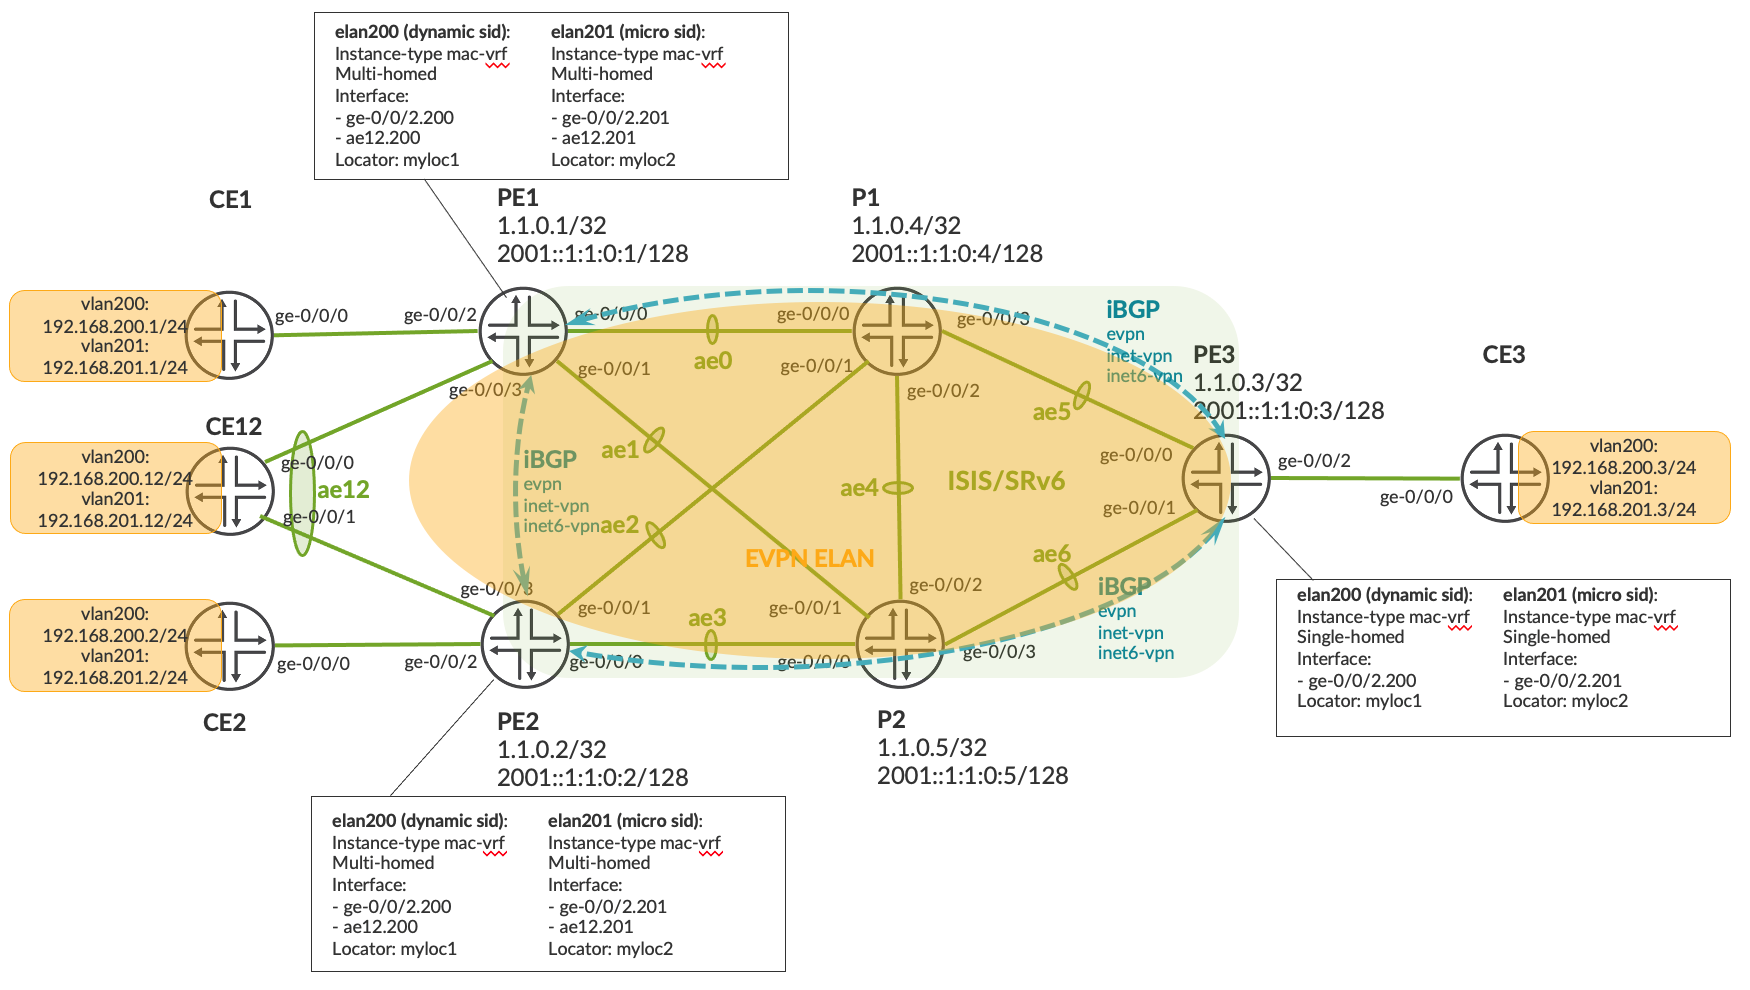 elan200 (dynamic sid):
Instance-type mac-vrf
Multi-homed
Interface:
- ge-0/0/2.200
- ae12.200
Locator: myloc1
elan201 (micro sid):
Instance-type mac-vrf
Multi-homed
Interface:
- ge-0/0/2.201
- ae12.201
Locator: myloc2
CE1
PE1
1.1.0.1/32
2001::1:1:0:1/128
P1
1.1.0.4/32
2001::1:1:0:4/128
vlan200:
192.168.200.1/24
vlan201:
192.168.201.1/24
ge-0/0/0
ge-0/0/2
ge-0/0/0
ge-0/0/0
ge-0/0/3
ae0
ge-0/0/1
ge-0/0/1
ge-0/0/3
ge-0/0/2
iBGP
evpn
inet-vpn
inet6-vpn
PE3
1.1.0.3/32
2001::1:1:0:3/128
CE3
ae5
CE12
vlan200:
192.168.200.12/24
vlan201:
192.168.201.12/24
ge-0/0/0
ae12
ge-0/0/1
iBGP
evpn
inet-vpn
inet6-vpn
ae1
ae2
ae4
ISIS/SRv6
EVPN ELAN
ge-0/0/0
ge-0/0/1
ge-0/0/2
ge-0/0/0
vlan200:
192.168.200.3/24
vlan201:
192.168.201.3/24
ae6
ge-0/0/3
ge-0/0/1
ae3
ge-0/0/1
ge-0/0/2
iBGP
evpn
inet-vpn
inet6-vpn
vlan200:
192.168.200.2/24
vlan201:
192.168.201.2/24
ge-0/0/0
ge-0/0/2
ge-0/0/0
ge-0/0/0
ge-0/0/3
CE2
PE2
1.1.0.2/32
2001::1:1:0:2/128
P2
1.1.0.5/32
2001::1:1:0:5/128
elan200 (dynamic sid):
Instance-type mac-vrf
Single-homed
Interface:
- ge-0/0/2.200
Locator: myloc1
elan201 (micro sid):
Instance-type mac-vrf
Single-homed
Interface:
- ge-0/0/2.201
Locator: myloc2
elan200 (dynamic sid):
Instance-type mac-vrf
Multi-homed
Interface:
- ge-0/0/2.200
- ae12.200
Locator: myloc1
elan201 (micro sid):
Instance-type mac-vrf
Multi-homed
Interface:
- ge-0/0/2.201
- ae12.201
Locator: myloc2